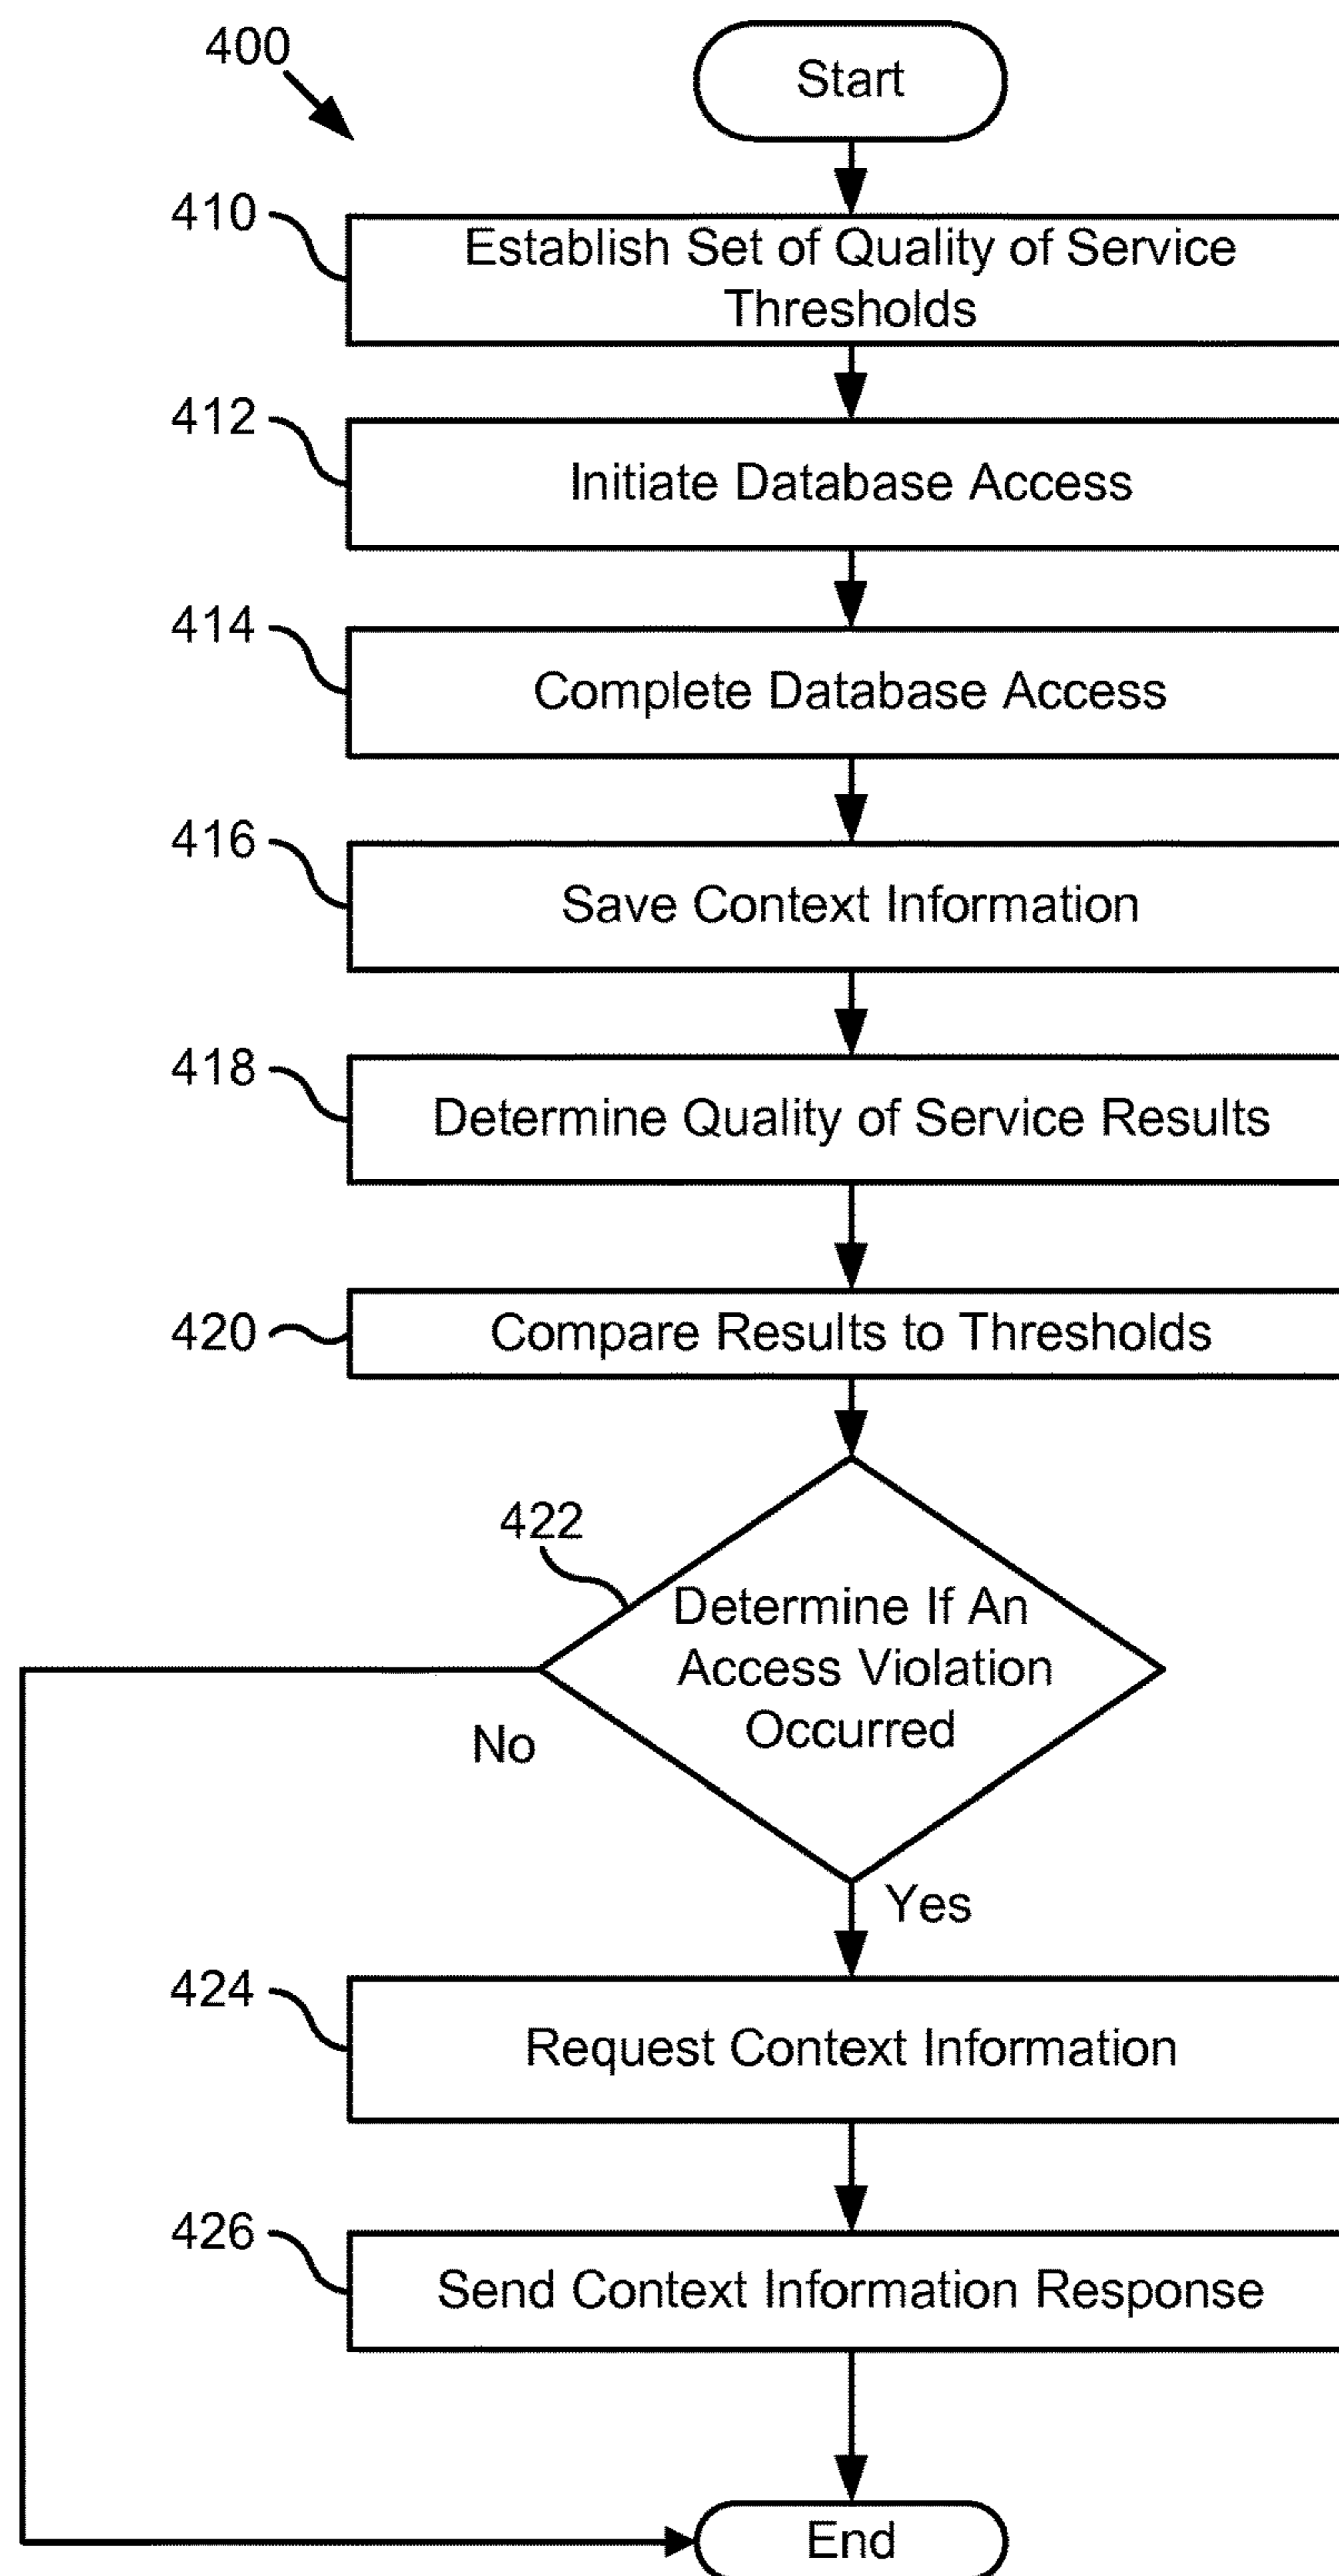 400
Start
410
Establish Set of Quality of Service
Thresholds
412
Initiate Database Access
414
Complete Database Access
416
Save Context Information
418
Determine Quality of Service Results
420
Compare Results to Thresholds
422
Determine If An
Access Violation
Occurred
No
Yes
424
Request Context Information
426
Send Context Information Response
End